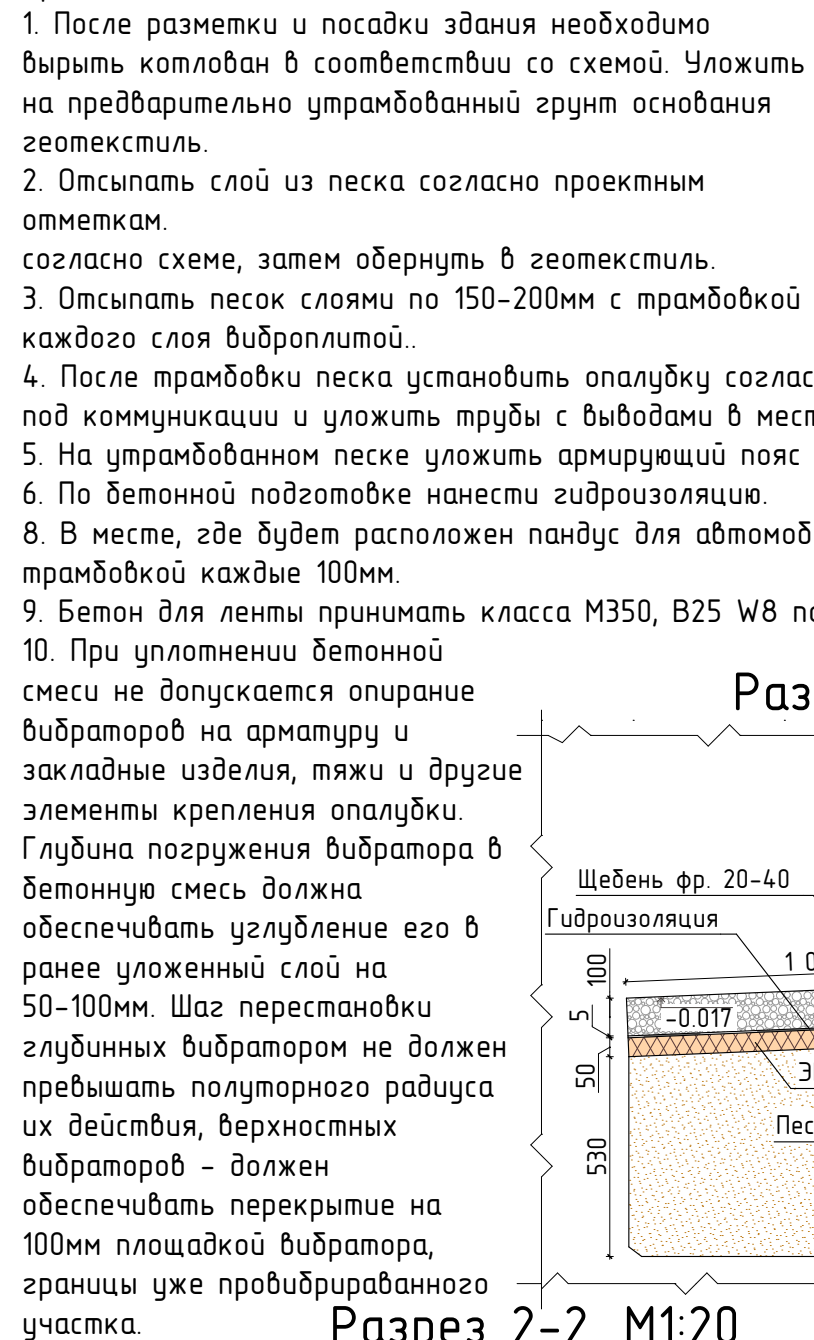 1. После разметки и посадки здания необходимо
вырыть котлован в соответствии со схемой. Уложить
на предварительно утрамбованный грунт основания
геотекстиль.
2. Отсыпать слой из песка согласно проектным
отметкам.
согласно схеме, затем обернуть в геотекстиль.
3. Отсыпать песок слоями по 150-200мм с трамбовкой
каждого слоя виброплитой..
4. После трамбовки песка установить опалубку соглас
под коммуникации и уложить трубы с выводами в мест
5. На утрамбованном песке уложить армирующий пояс
6. По бетонной подготовке нанести гидроизоляцию.
8. В месте, где будет расположен пандус для автомоб
трамбовкой каждые 100мм.
9. Бетон для ленты принимать класса М350, В25 W8 по
10. При уплотнении бетонной
смеси не допускается опирание
вибраторов на арматуру и
закладные изделия, тяжи и другие
элементы крепления опалубки.
Глубина погружения вибратора в
бетонную смесь должна
обеспечивать углубление его в
ранее уложенный слой на
50-100мм. Шаг перестановки
глубинных вибратором не должен
превышать полуторного радиуса
их действия, верхностных
вибраторов - должен
обеспечивать перекрытие на
100мм площадкой вибратора,
границы уже провибрираванного
участка.
Раз
Щебень фр. 20-40
Гидроизоляция
100
1 0
5
-0.017
50
Э
Пес
530
Разрез 2-2 М1:20